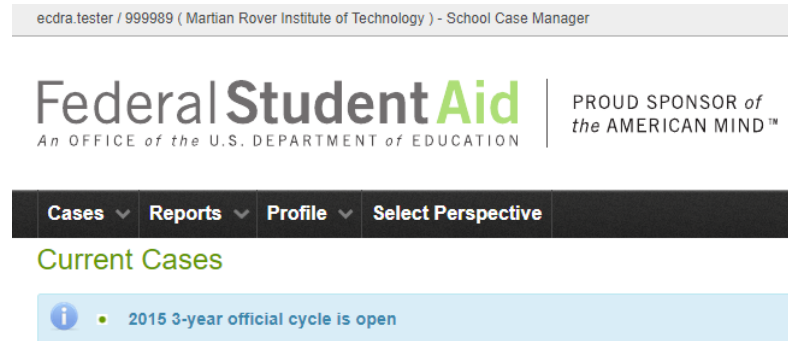 ecdra.tester / 999989 ( Martian Rover Institute of Technology ) - School Case Manager
Federal Student Aid
An OFFICE of the U.S. DEPARTMENT of EDUCATION
PROUD SPONSOR of
the AMERICAN MIND™
Cases Reports Profile Select Perspective
Current Cases
2015 3-year official cycle is open